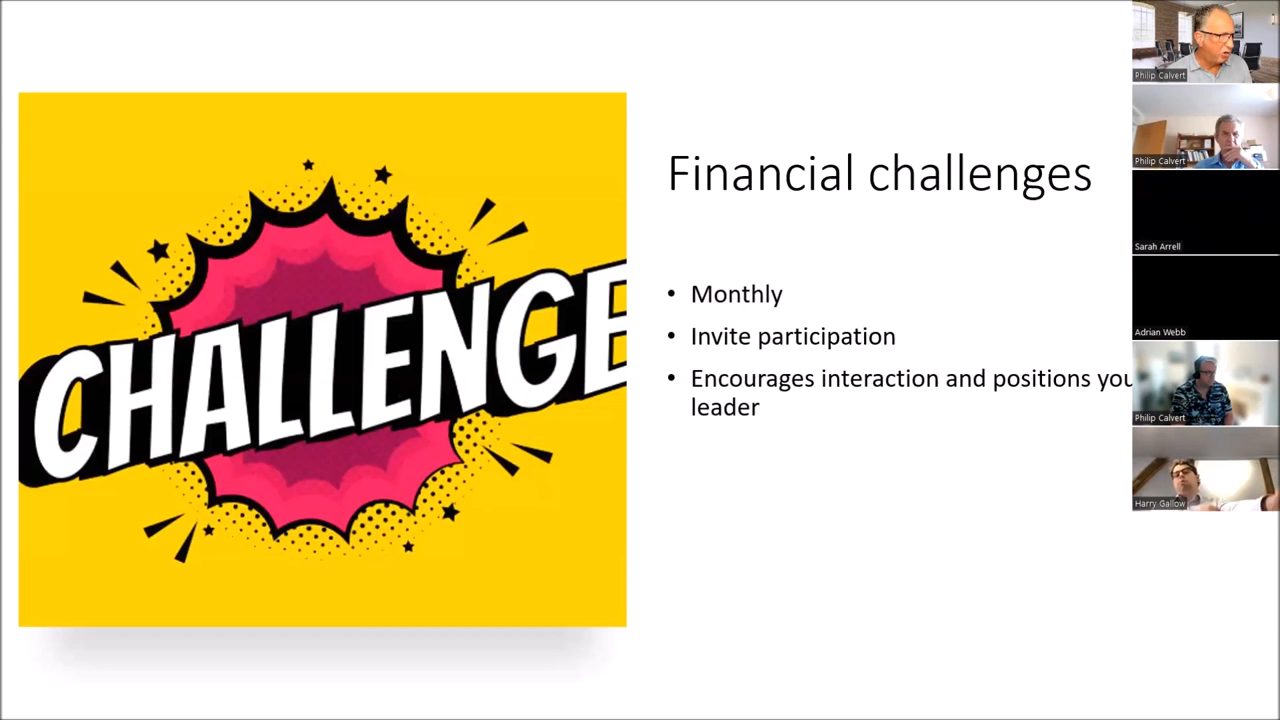 CHALLENGE
Financial challenges
• Monthly
• Invite participation
• Encourages interaction and positions you
leader
Philip Calvert
Philip Calvert
Sarah Arrell
Adrian Webb
Philip Calvert
Harry Gallow